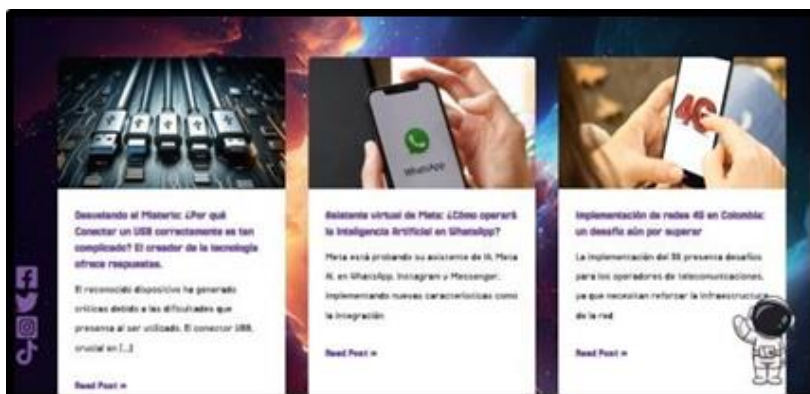 WhatsApp
4G
Desvelando el Misterio: ¿Por qué
Conectar un USB correctamente es tan
complicado? El creador de la tecnología
ofrece respuestas.
El reconocido dispositivo ha generado
críticas debido a las dificultades que
presenta al ser utilizado. El conector USB,
crucial en [...]
Read Post »
Asistente virtual de Meta: ¿Cómo operará
la Inteligencia Artificial en WhatsApp?
Meta está probando su asistente de IA, Meta
AI, en WhatsApp, Instagram y Messenger,
implementando nuevas características como
la integración
Read Post »
Implementación de redes 4G en Colombia:
un desafío aún por superar
La implementación del 5G presenta desafíos
para los operadores de telecomunicaciones,
ya que necesitan reforzar la infraestructura
de la red
Read Post »